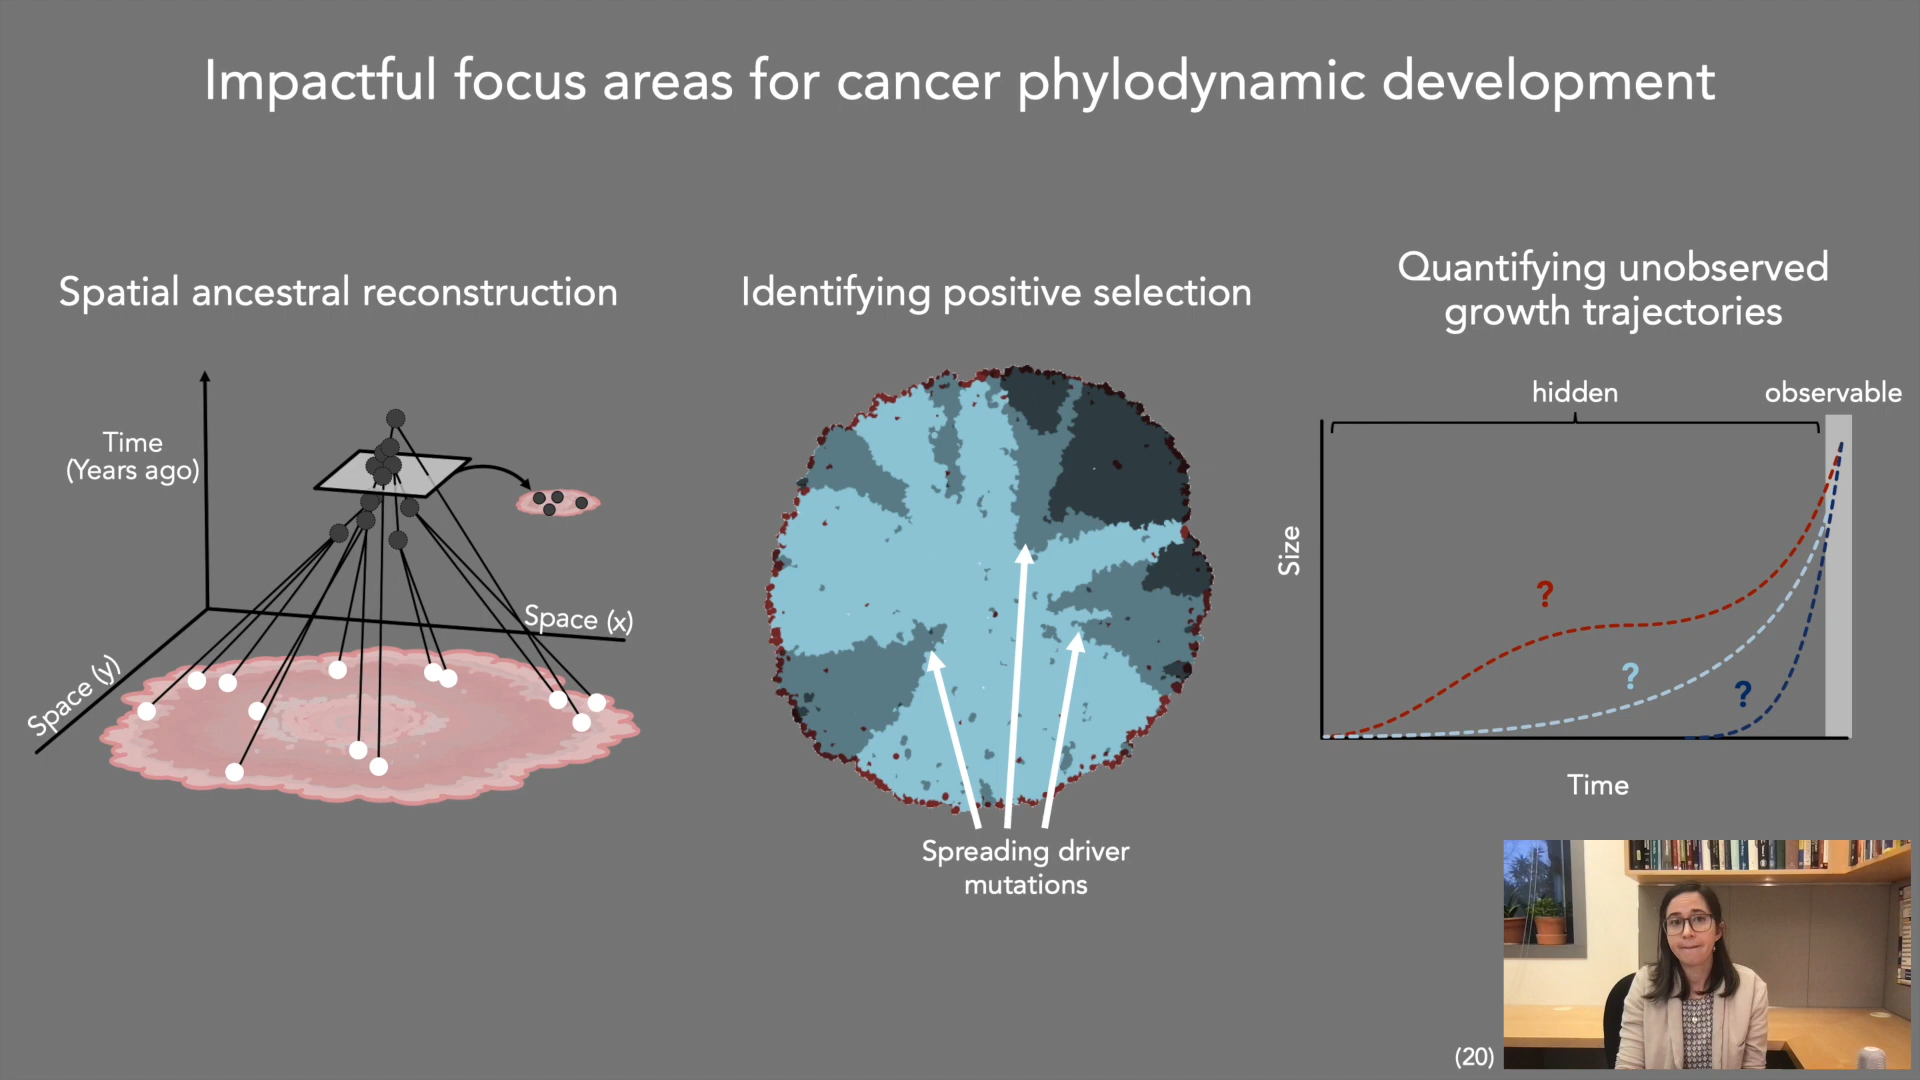 Impactful focus areas for cancer phylodynamic development
Spatial ancestral reconstruction
Time
(Years ago)
Space (x)
Space (y)
Identifying positive selection
Spreading driver
mutations
Quantifying unobserved
growth trajectories
hidden
observable
Size
?
?
?
Time
(20)